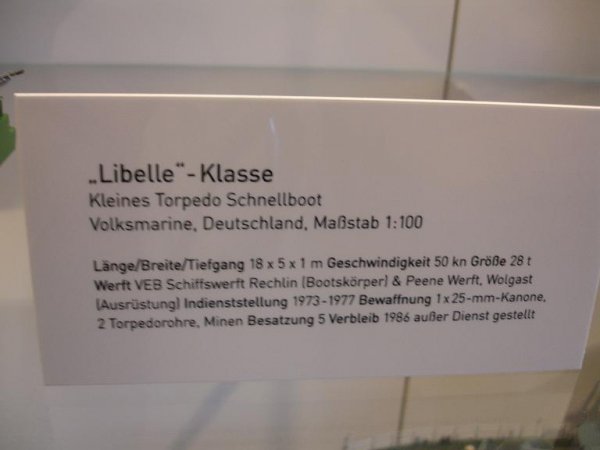 „Libelle“-Klasse
Kleines Torpedo Schnellboot
Volksmarine, Deutschland, Maßstab 1:100
Länge/Breite/Tiefgang 18 x 5 x 1 m Geschwindigkeit 50 kn Größe 28 t
Werft VEB Schiffswerft Rechlin (Bootskörper) & Peene Werft, Wolgast
(Ausrüstung) Indienststellung 1973-1977 Bewaffnung 1 x 25-mm-Kanone,
2 Torpedorohre, Minen Besatzung 5 Verbleib 1986 außer Dienst gestellt